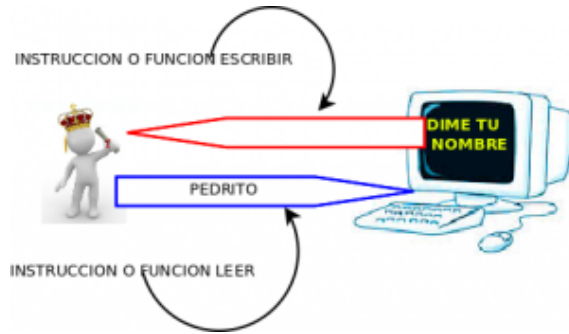 INSTRUCCION O FUNCION ESCRIBIR
DIME TU
NOMBRE
PEDRITO
INSTRUCCION O FUNCION LEER